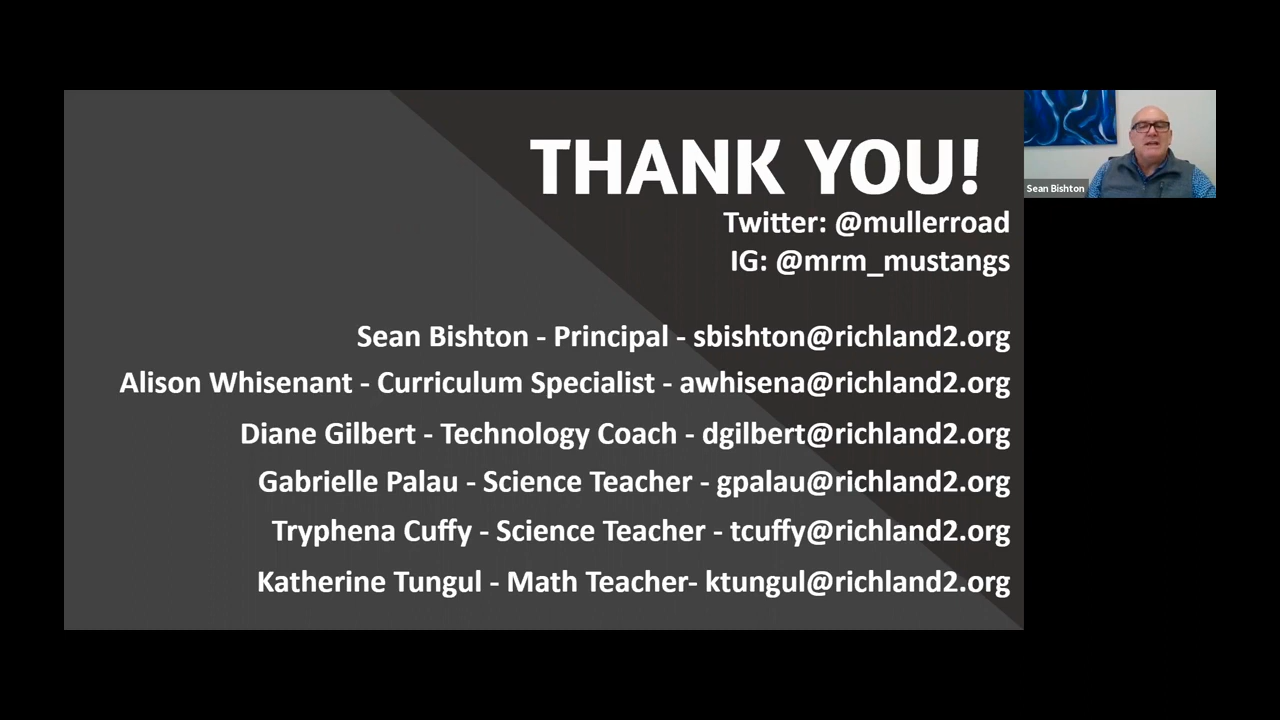 THANK YOU!
Twitter: @mullerroad
IG: @mrm_mustangs
Sean Bishton - Principal - sbishton@richland2.org
Alison Whisenant - Curriculum Specialist - awhisena@richland2.org
Diane Gilbert - Technology Coach - dgilbert@richland2.org
Gabrielle Palau - Science Teacher - gpalau@richland2.org
Tryphena Cuffy - Science Teacher - tcuffy@richland2.org
Katherine Tungul - Math Teacher- ktungul@richland2.org
Sean Bishton